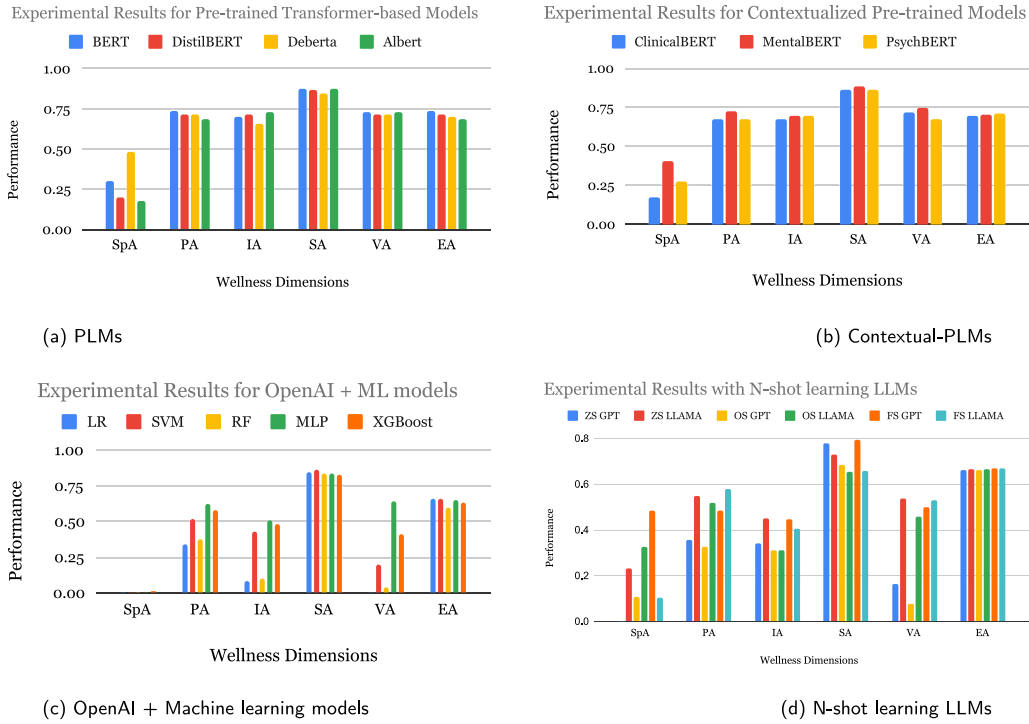 Experimental Results for Pre-trained Transformer-based Models
BERT DistilBERT Deberta Albert
1.00
0.75
0.50
0.25
0.00
Performance
SpA PA IA SA VA EA
Wellness Dimensions
(a) PLMs
Experimental Results for Contextualized Pre-trained Models
ClinicalBERT MentalBERT PsychBERT
1.00
0.75
0.50
0.25
0.00
Performance
SpA PA IA SA VA EA
Wellness Dimensions
(b) Contextual-PLMs
Experimental Results for OpenAI + ML models
LR SVM RF MLP XGBoost
1.00
0.75
0.50
0.25
0.00
Performance
SpA PA IA SA VA EA
Wellness Dimensions
(c) OpenAI + Machine learning models
Experimental Results with N-shot learning LLMs
ZS GPT ZS LLAMA OS GPT OS LLAMA FS GPT FS LLAMA
0.8
0.6
0.4
0.2
0.0
Performance
SpA PA IA SA VA EA
Wellness Dimensions
(d) N-shot learning LLMs